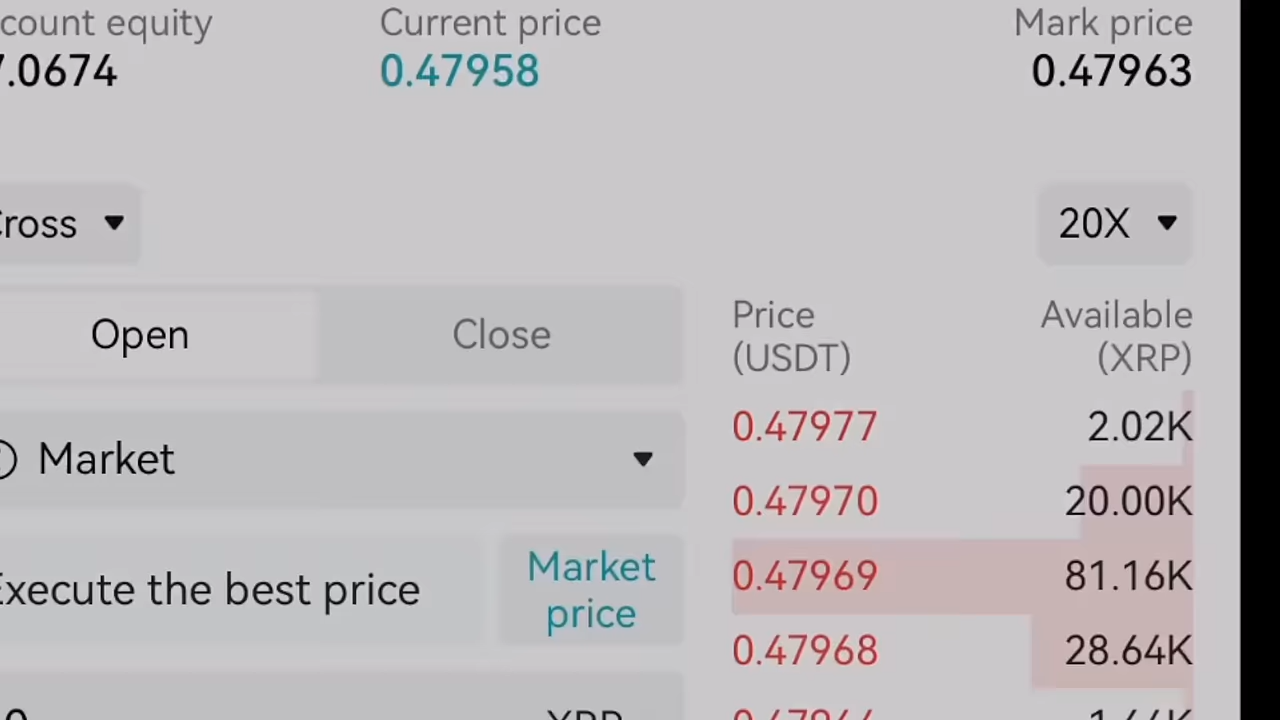 count equity Current price Mark price
7.0674 0.47958 0.47963
Cross 20X
Open Close
Price Available
(USDT) (XRP)
0.47977 2.02K
Market
0.47970 20.00K
Execute the best price Market price
0.47969 81.16K
0.47968 28.64K
XRP